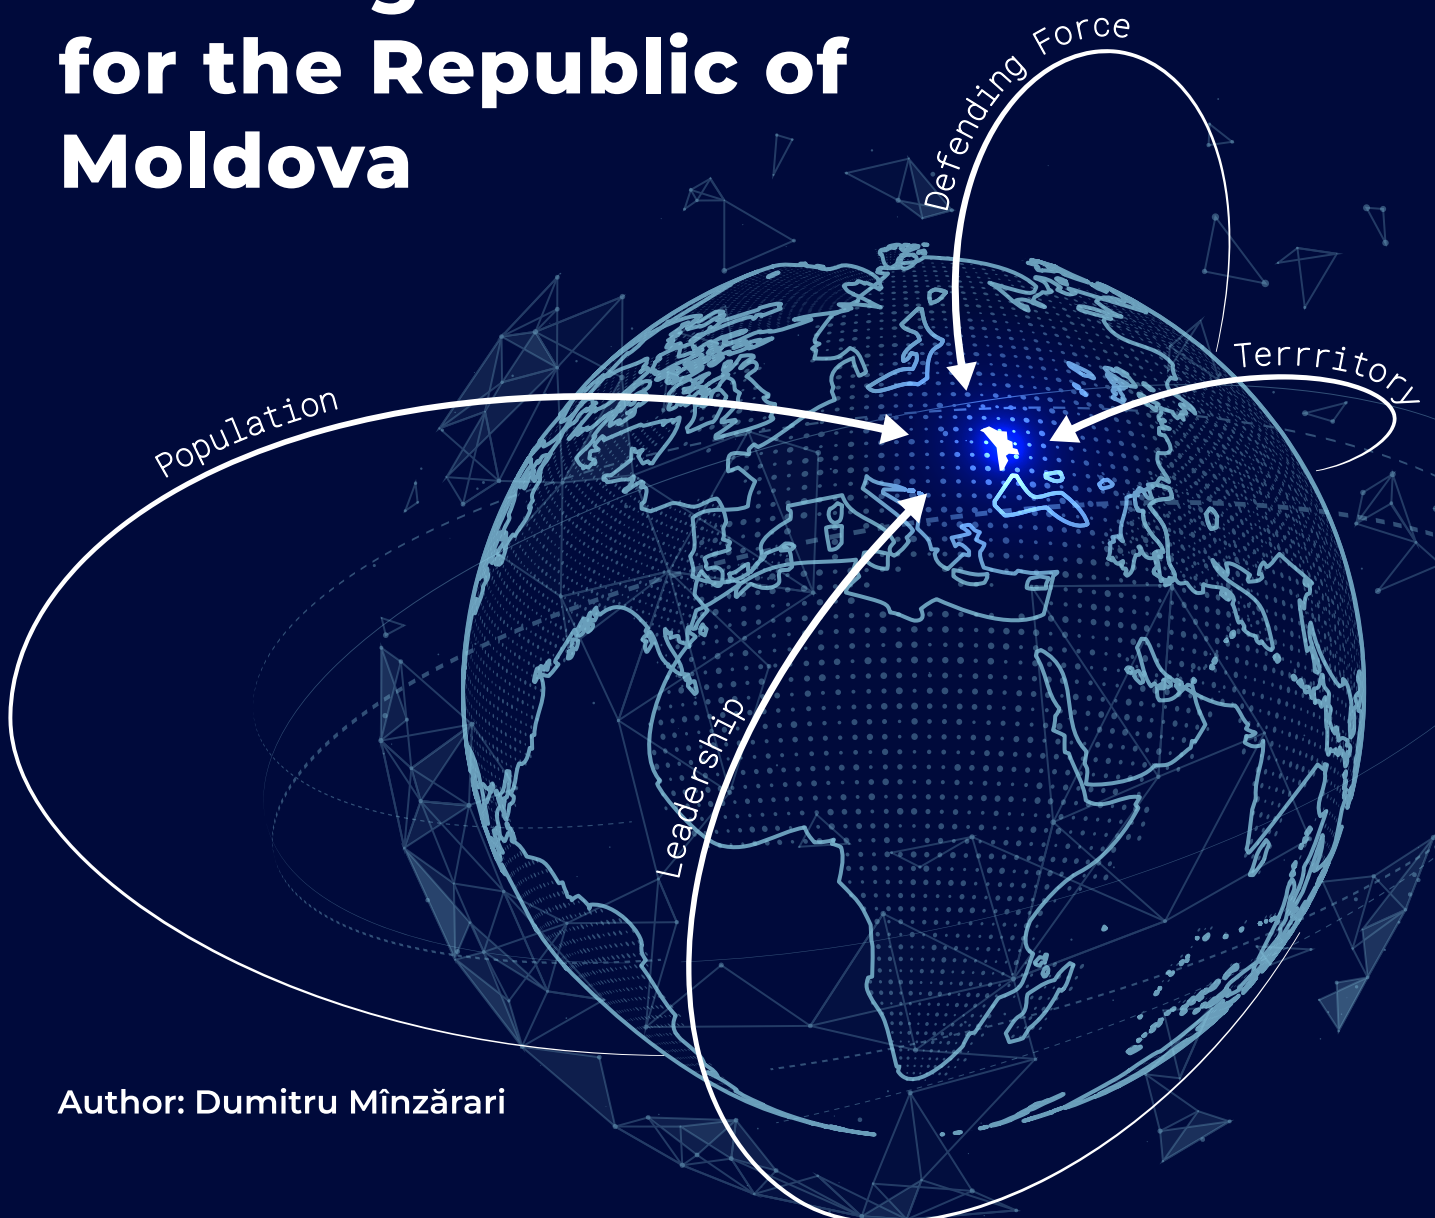 for the Republic of
Moldova
Defending Force
Terrritory
Population
Leadership
Author: Dumitru Mînzărari